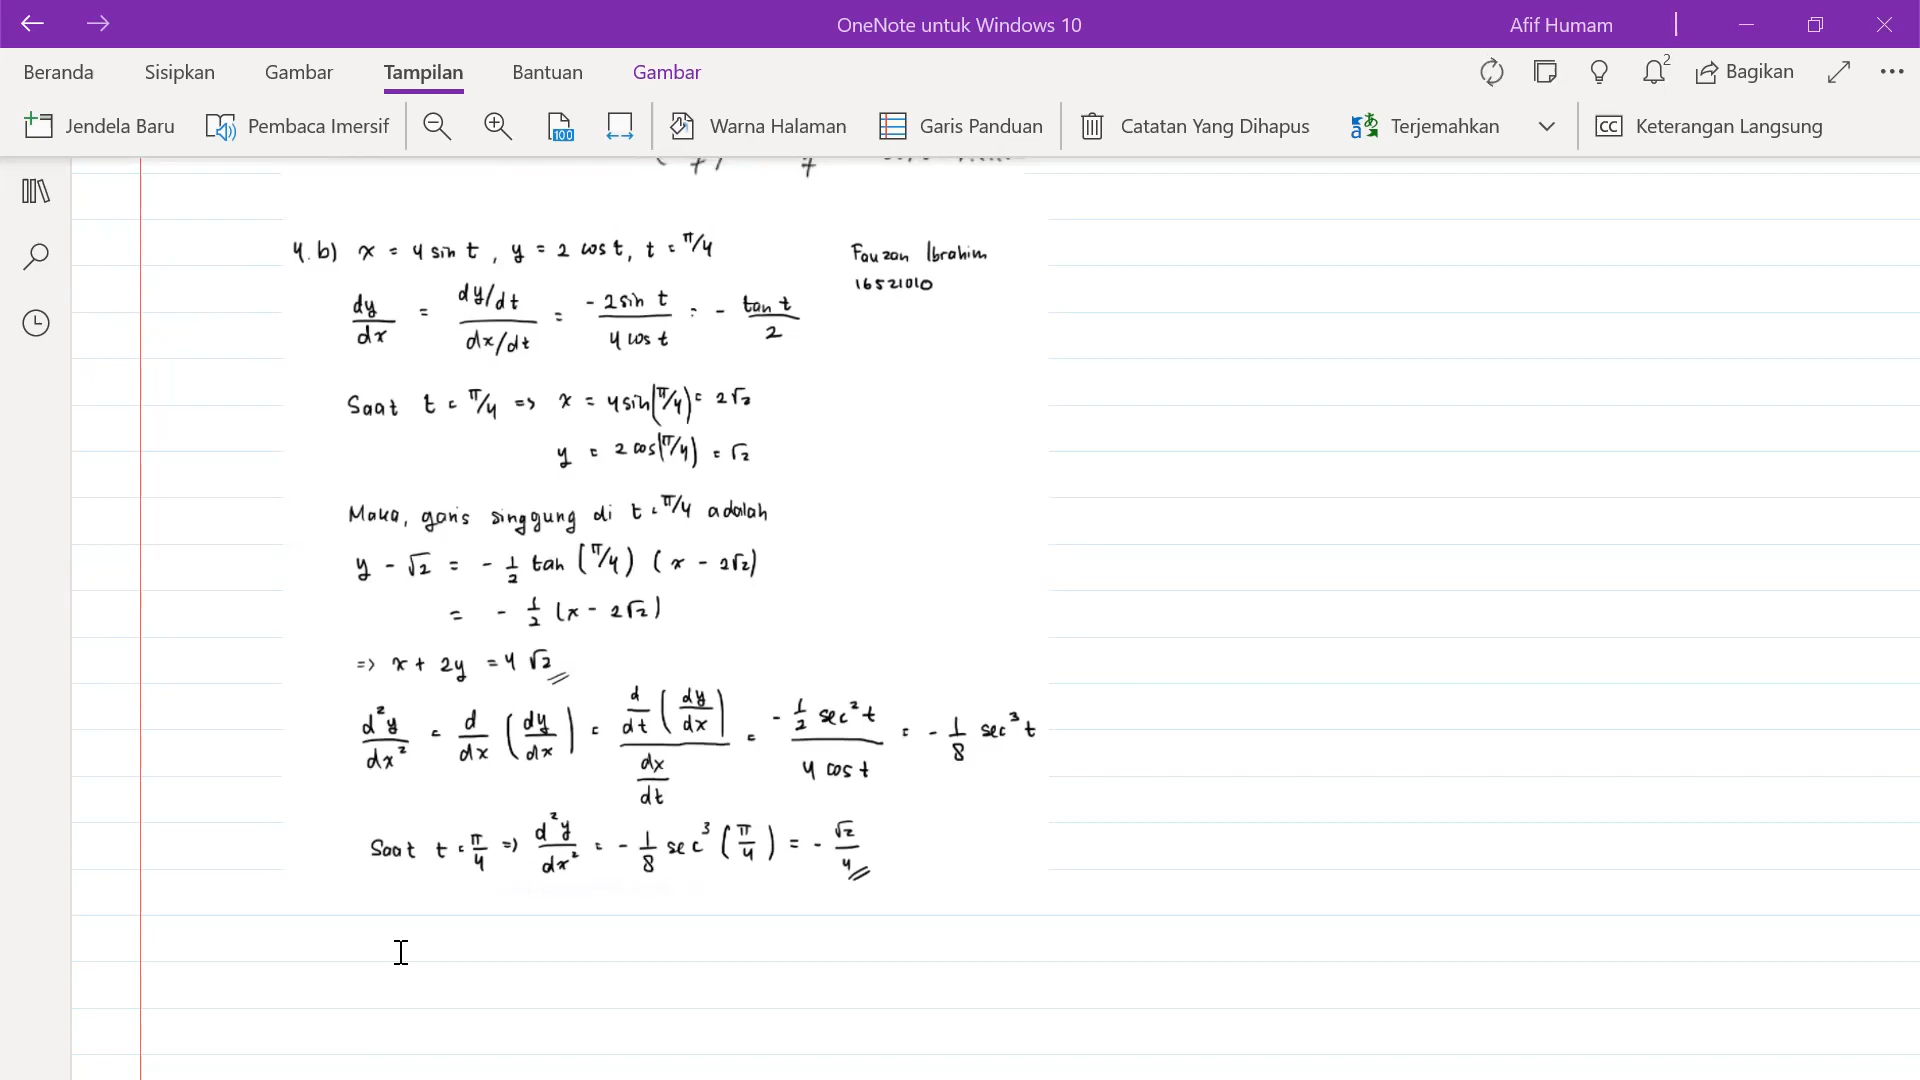 OneNote untuk Windows 10
Afif Humam
Beranda Sisipkan Gambar Tampilan Bantuan Gambar
2
Bagikan
Jendela Baru Pembaca Imersif 100 Warna Halaman Garis Panduan Catatan Yang Dihapus Terjemahkan CC Keterangan Langsung
4.b) x = 4 sin t, y = 2 cos t, t = π/4
Fauzan Ibrahim
16521010
dy/dx = (dy/dt)/(dx/dt) = (-2 sin t)/(4 cos t) = - (tan t)/2
Saat t = π/4 => x = 4 sin(π/4) = 2√2
y = 2 cos(π/4) = √2
Maka, garis singgung di t = π/4 adalah
y - √2 = - 1/2 tan (π/4) (x - 2√2)
= - 1/2 (x - 2√2)
=> x + 2y = 4√2
d²y/dx² = d/dx (dy/dx) = (d/dt (dy/dx))/(dx/dt) = (- 1/2 sec² t)/(4 cos t) = - 1/8 sec³ t
Saat t = π/4 => d²y/dx² = - 1/8 sec³ (π/4) = - √2/4